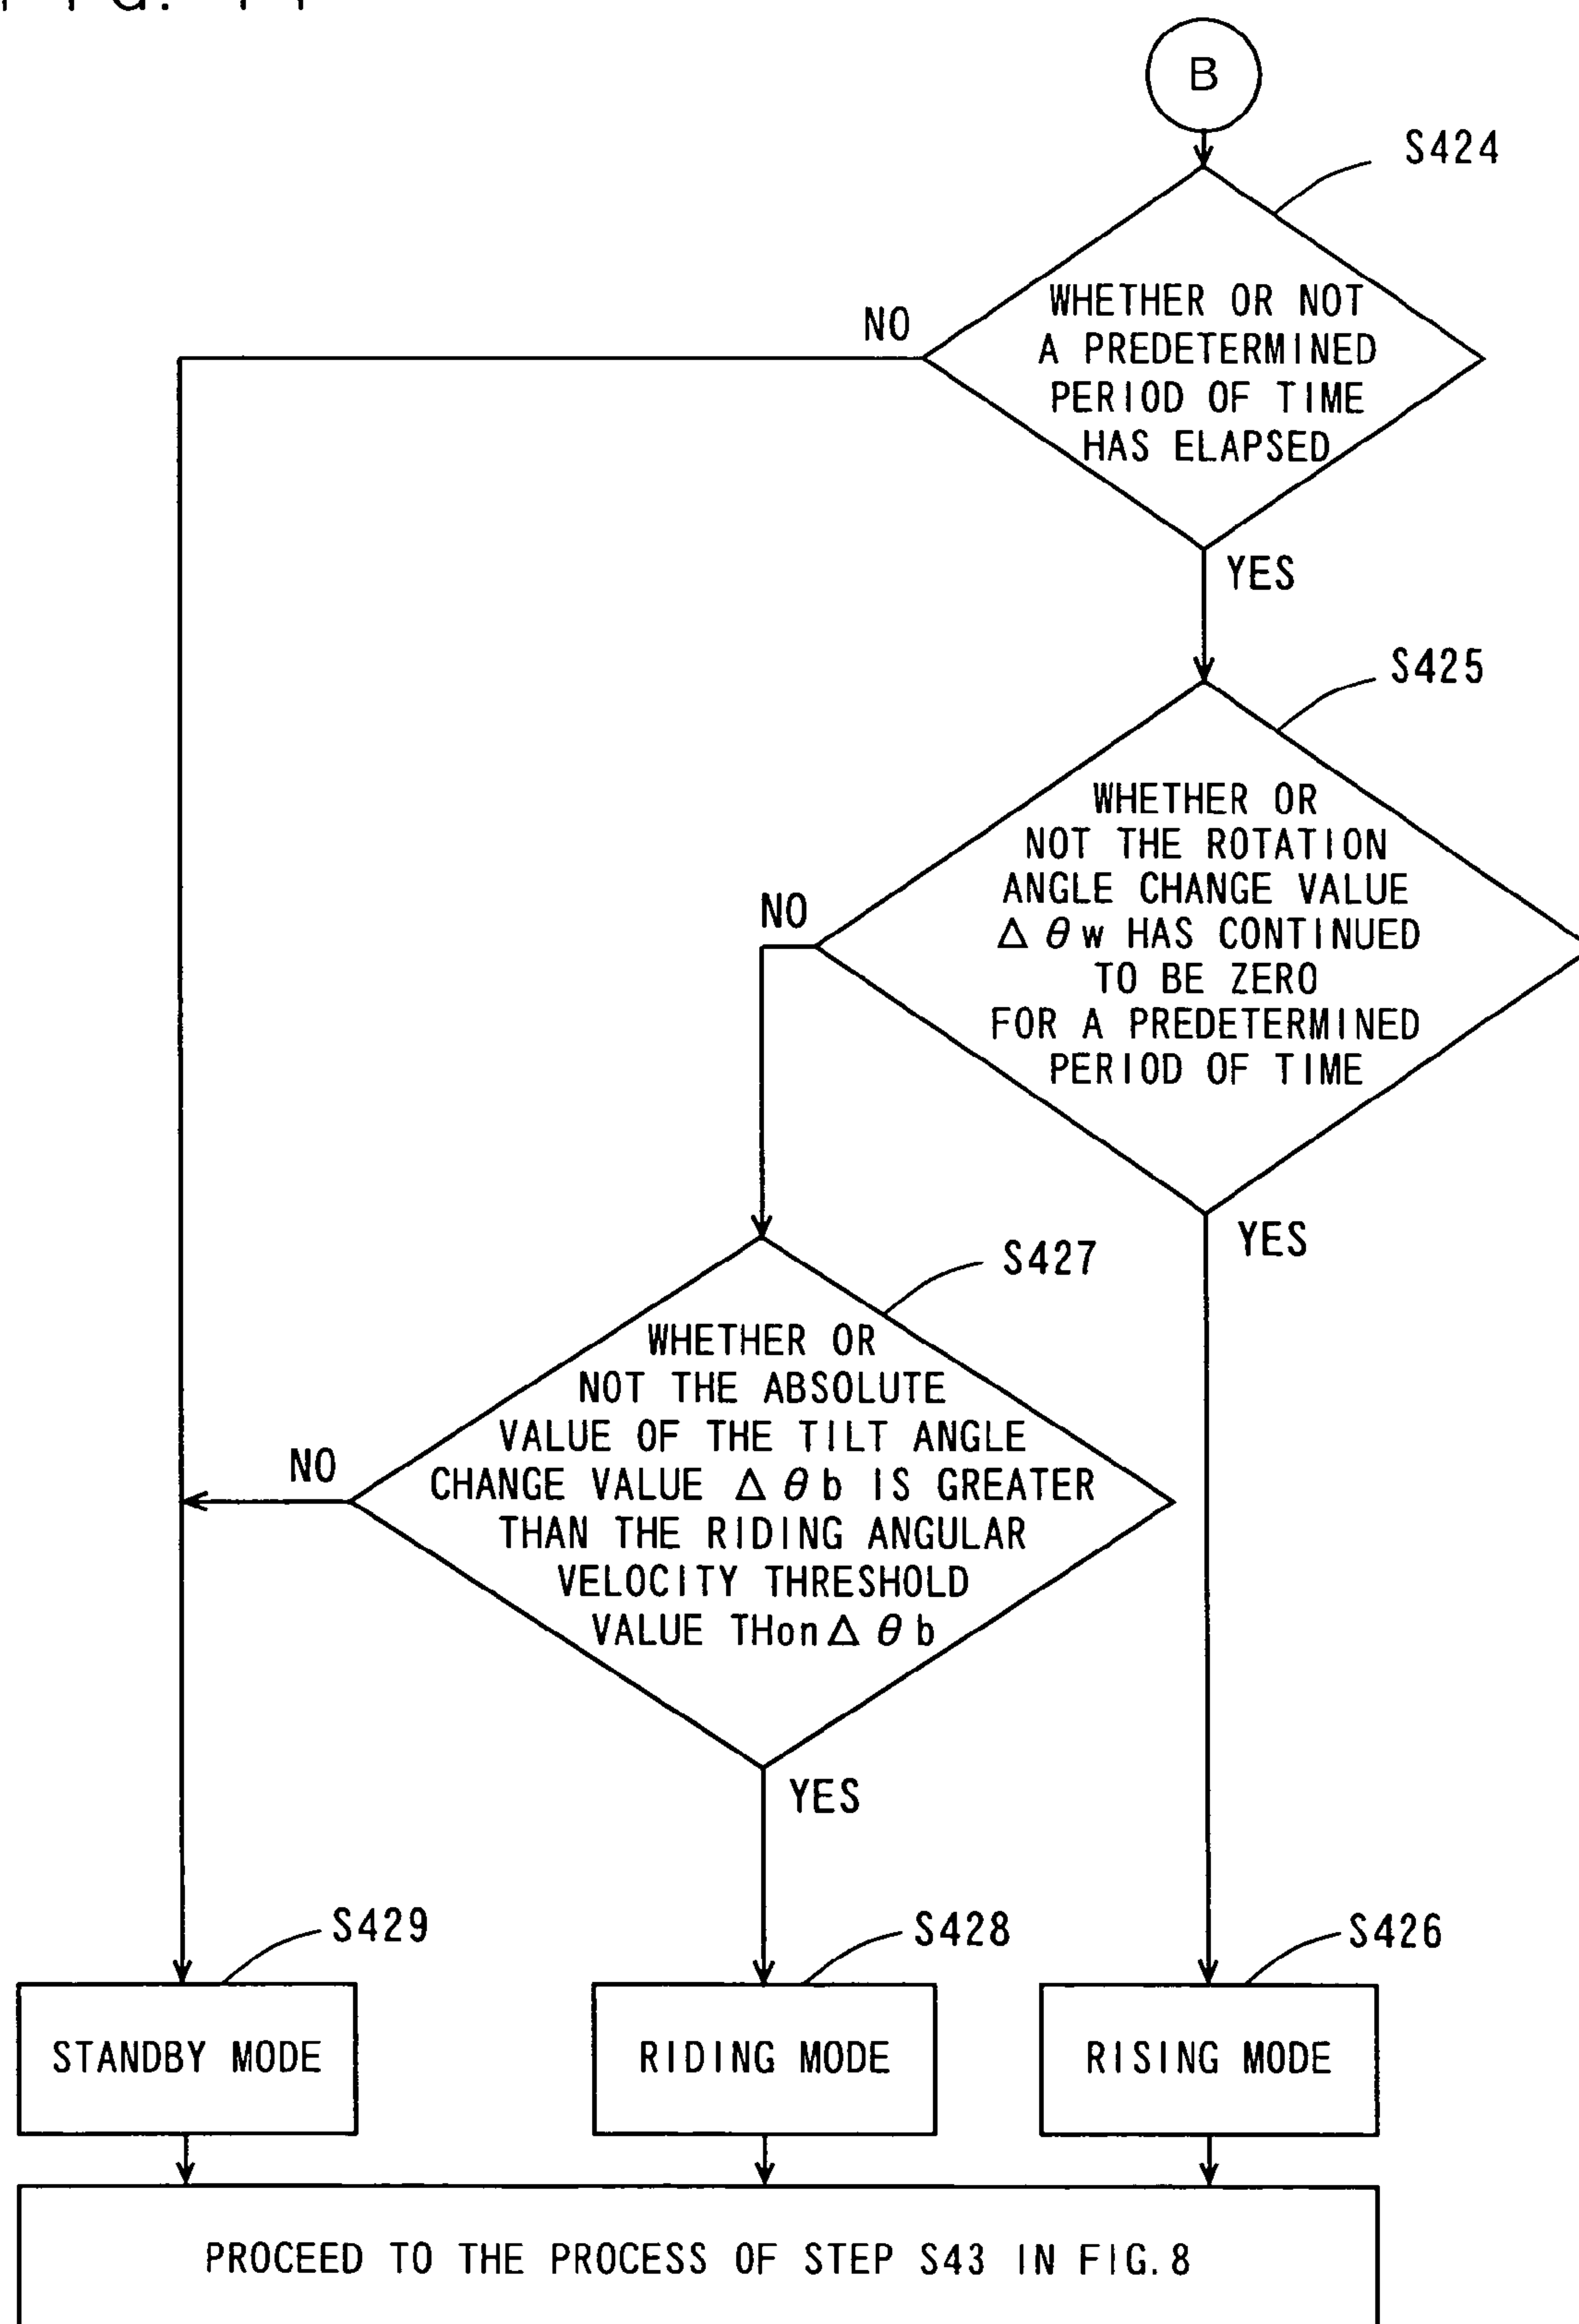 B
S424
WHETHER OR NOT
A PREDETERMINED
PERIOD OF TIME
HAS ELAPSED
NO
YES
S425
WHETHER OR
NOT THE ROTATION
ANGLE CHANGE VALUE
Δθw HAS CONTINUED
TO BE ZERO
FOR A PREDETERMINED
PERIOD OF TIME
NO
YES
S427
WHETHER OR
NOT THE ABSOLUTE
VALUE OF THE TILT ANGLE
CHANGE VALUE Δθb IS GREATER
THAN THE RIDING ANGULAR
VELOCITY THRESHOLD
VALUE THonΔθb
NO
YES
S429
S428
S426
STANDBY MODE
RIDING MODE
RISING MODE
PROCEED TO THE PROCESS OF STEP S43 IN FIG.8